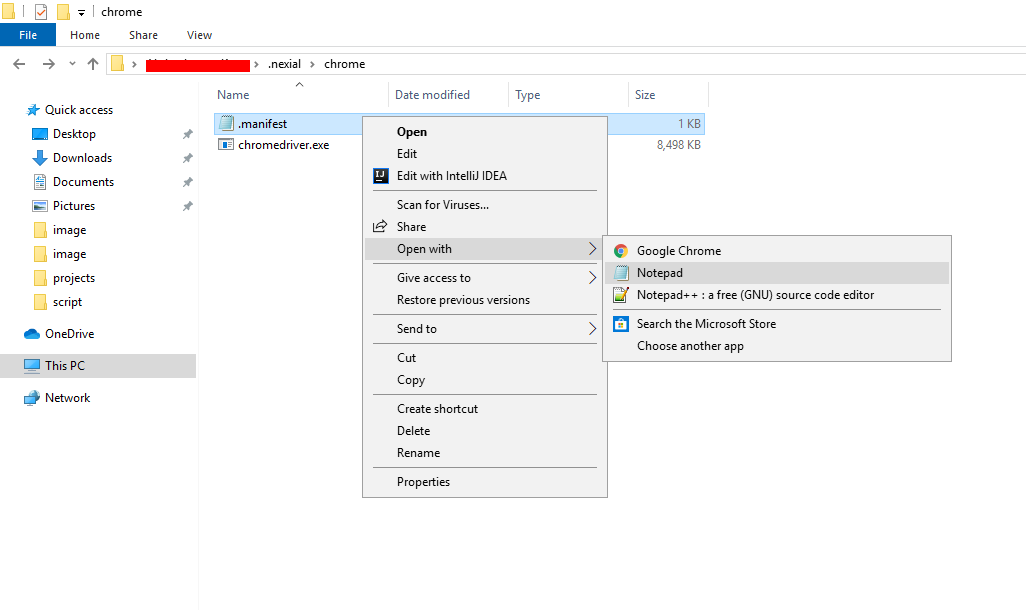 chrome
File Home Share View
.nexial chrome
Name Date modified Type Size
Quick access
Desktop
Downloads
Documents
Pictures
image
image
projects
script
OneDrive
This PC
Network
.manifest 1 KB
chromedriver.exe 8,498 KB
Open
Edit
Edit with IntelliJ IDEA
Scan for Viruses...
Share
Open with
Give access to
Restore previous versions
Send to
Cut
Copy
Create shortcut
Delete
Rename
Properties
Google Chrome
Notepad
Notepad++ : a free (GNU) source code editor
Search the Microsoft Store
Choose another app